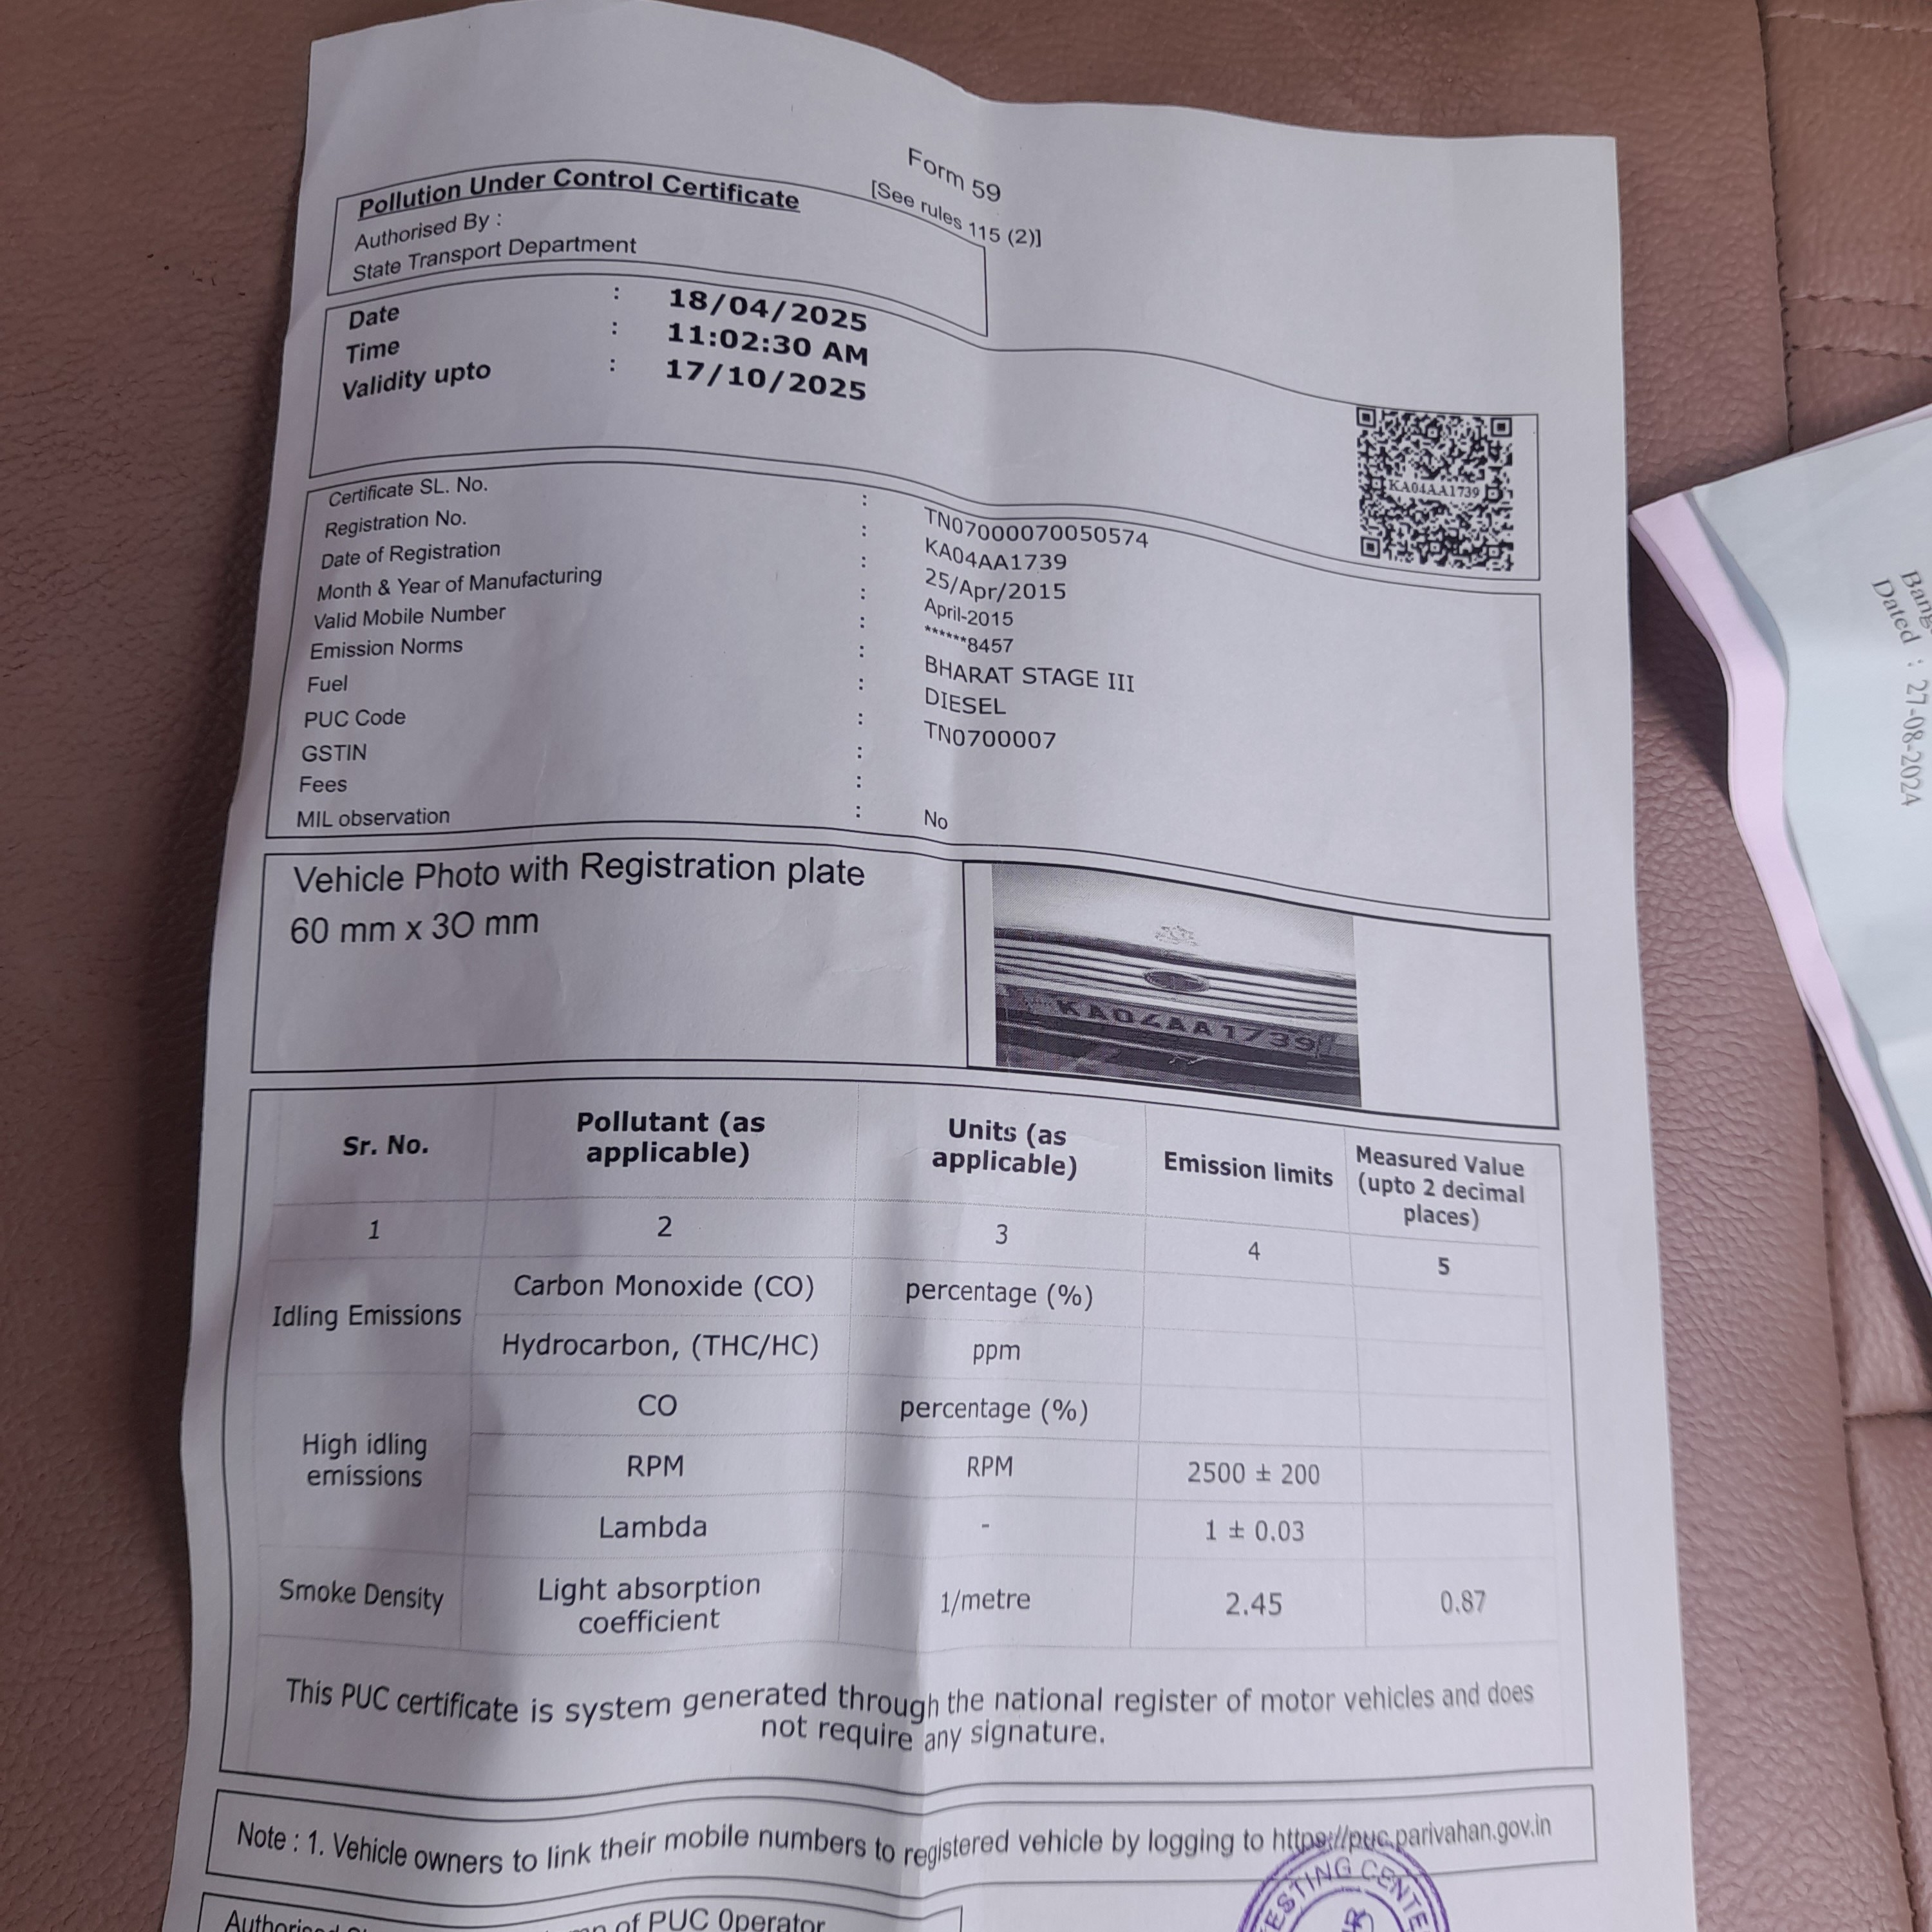 Form 59
[See rules 115 (2)]
Pollution Under Control Certificate
Authorised By :
State Transport Department
Date : 18/04/2025
Time : 11:02:30 AM
Validity upto : 17/10/2025
KA04AA1739
Certificate SL. No. : TN07000070050574
Registration No. : KA04AA1739
Date of Registration : 25/Apr/2015
Month & Year of Manufacturing : April-2015
Valid Mobile Number : ******8457
Emission Norms : BHARAT STAGE III
Fuel : DIESEL
PUC Code : TN0700007
GSTIN :
Fees :
MIL observation : No
Vehicle Photo with Registration plate
60 mm x 30 mm
KA04AA1739
Sr. No. Pollutant (as applicable) Units (as applicable) Emission limits Measured Value (upto 2 decimal places)
1 2 3 4 5
Idling Emissions Carbon Monoxide (CO) percentage (%)
Hydrocarbon, (THC/HC) ppm
High idling emissions CO percentage (%)
RPM RPM 2500 ± 200
Lambda - 1 ± 0.03
Smoke Density Light absorption coefficient 1/metre 2.45 0.87
This PUC certificate is system generated through the national register of motor vehicles and does
not require any signature.
Note : 1. Vehicle owners to link their mobile numbers to registered vehicle by logging to https://puc.parivahan.gov.in
of PUC Operator
Dated : 27-08-2024